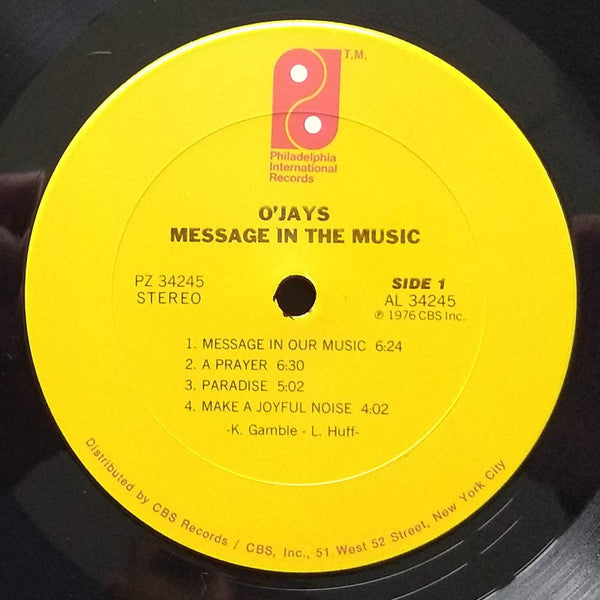 T.M.
Philadelphia
International
Records
O'JAYS
MESSAGE IN THE MUSIC
PZ 34245
STEREO
SIDE 1
AL 34245
℗ 1976 CBS Inc.
1. MESSAGE IN OUR MUSIC 6:24
2. A PRAYER 6:30
3. PARADISE 5:02
4. MAKE A JOYFUL NOISE 4:02
-K. Gamble - L. Huff-
Distributed by CBS Records / CBS, Inc., 51 West 52 Street, New York City